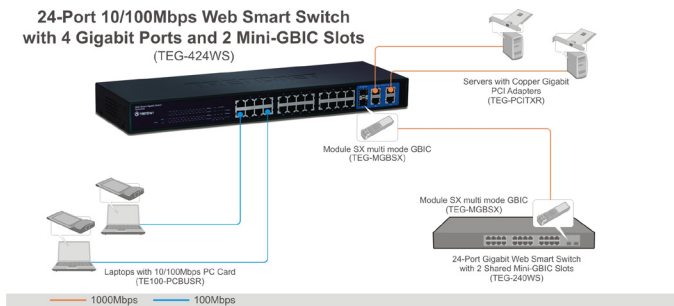 24-Port 10/100Mbps Web Smart Switch
with 4 Gigabit Ports and 2 Mini-GBIC Slots
(TEG-424WS)
Servers with Copper Gigabit
PCI Adapters
(TEG-PCITXR)
Module SX multi mode GBIC
(TEG-MGBSX)
Module SX multi mode GBIC
(TEG-MGBSX)
24-Port Gigabit Web Smart Switch
with 2 Shared Mini-GBIC Slots
(TEG-240WS)
Laptops with 10/100Mbps PC Card
(TE100-PCBUSR)
1000Mbps
100Mbps